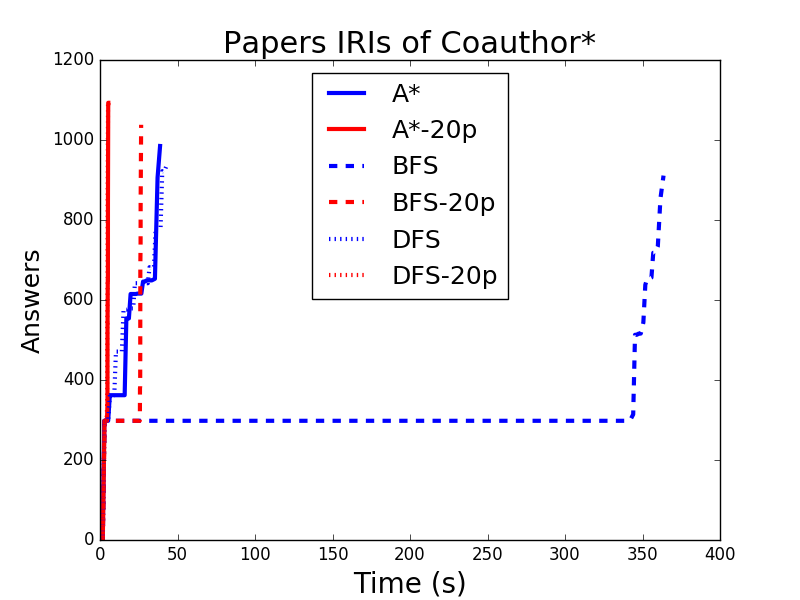 Papers IRIs of Coauthor*
1200
1000
800
600
400
200
0
Answers
A*
A*-20p
BFS
BFS-20p
DFS
DFS-20p
0 50 100 150 200 250 300 350 400
Time (s)